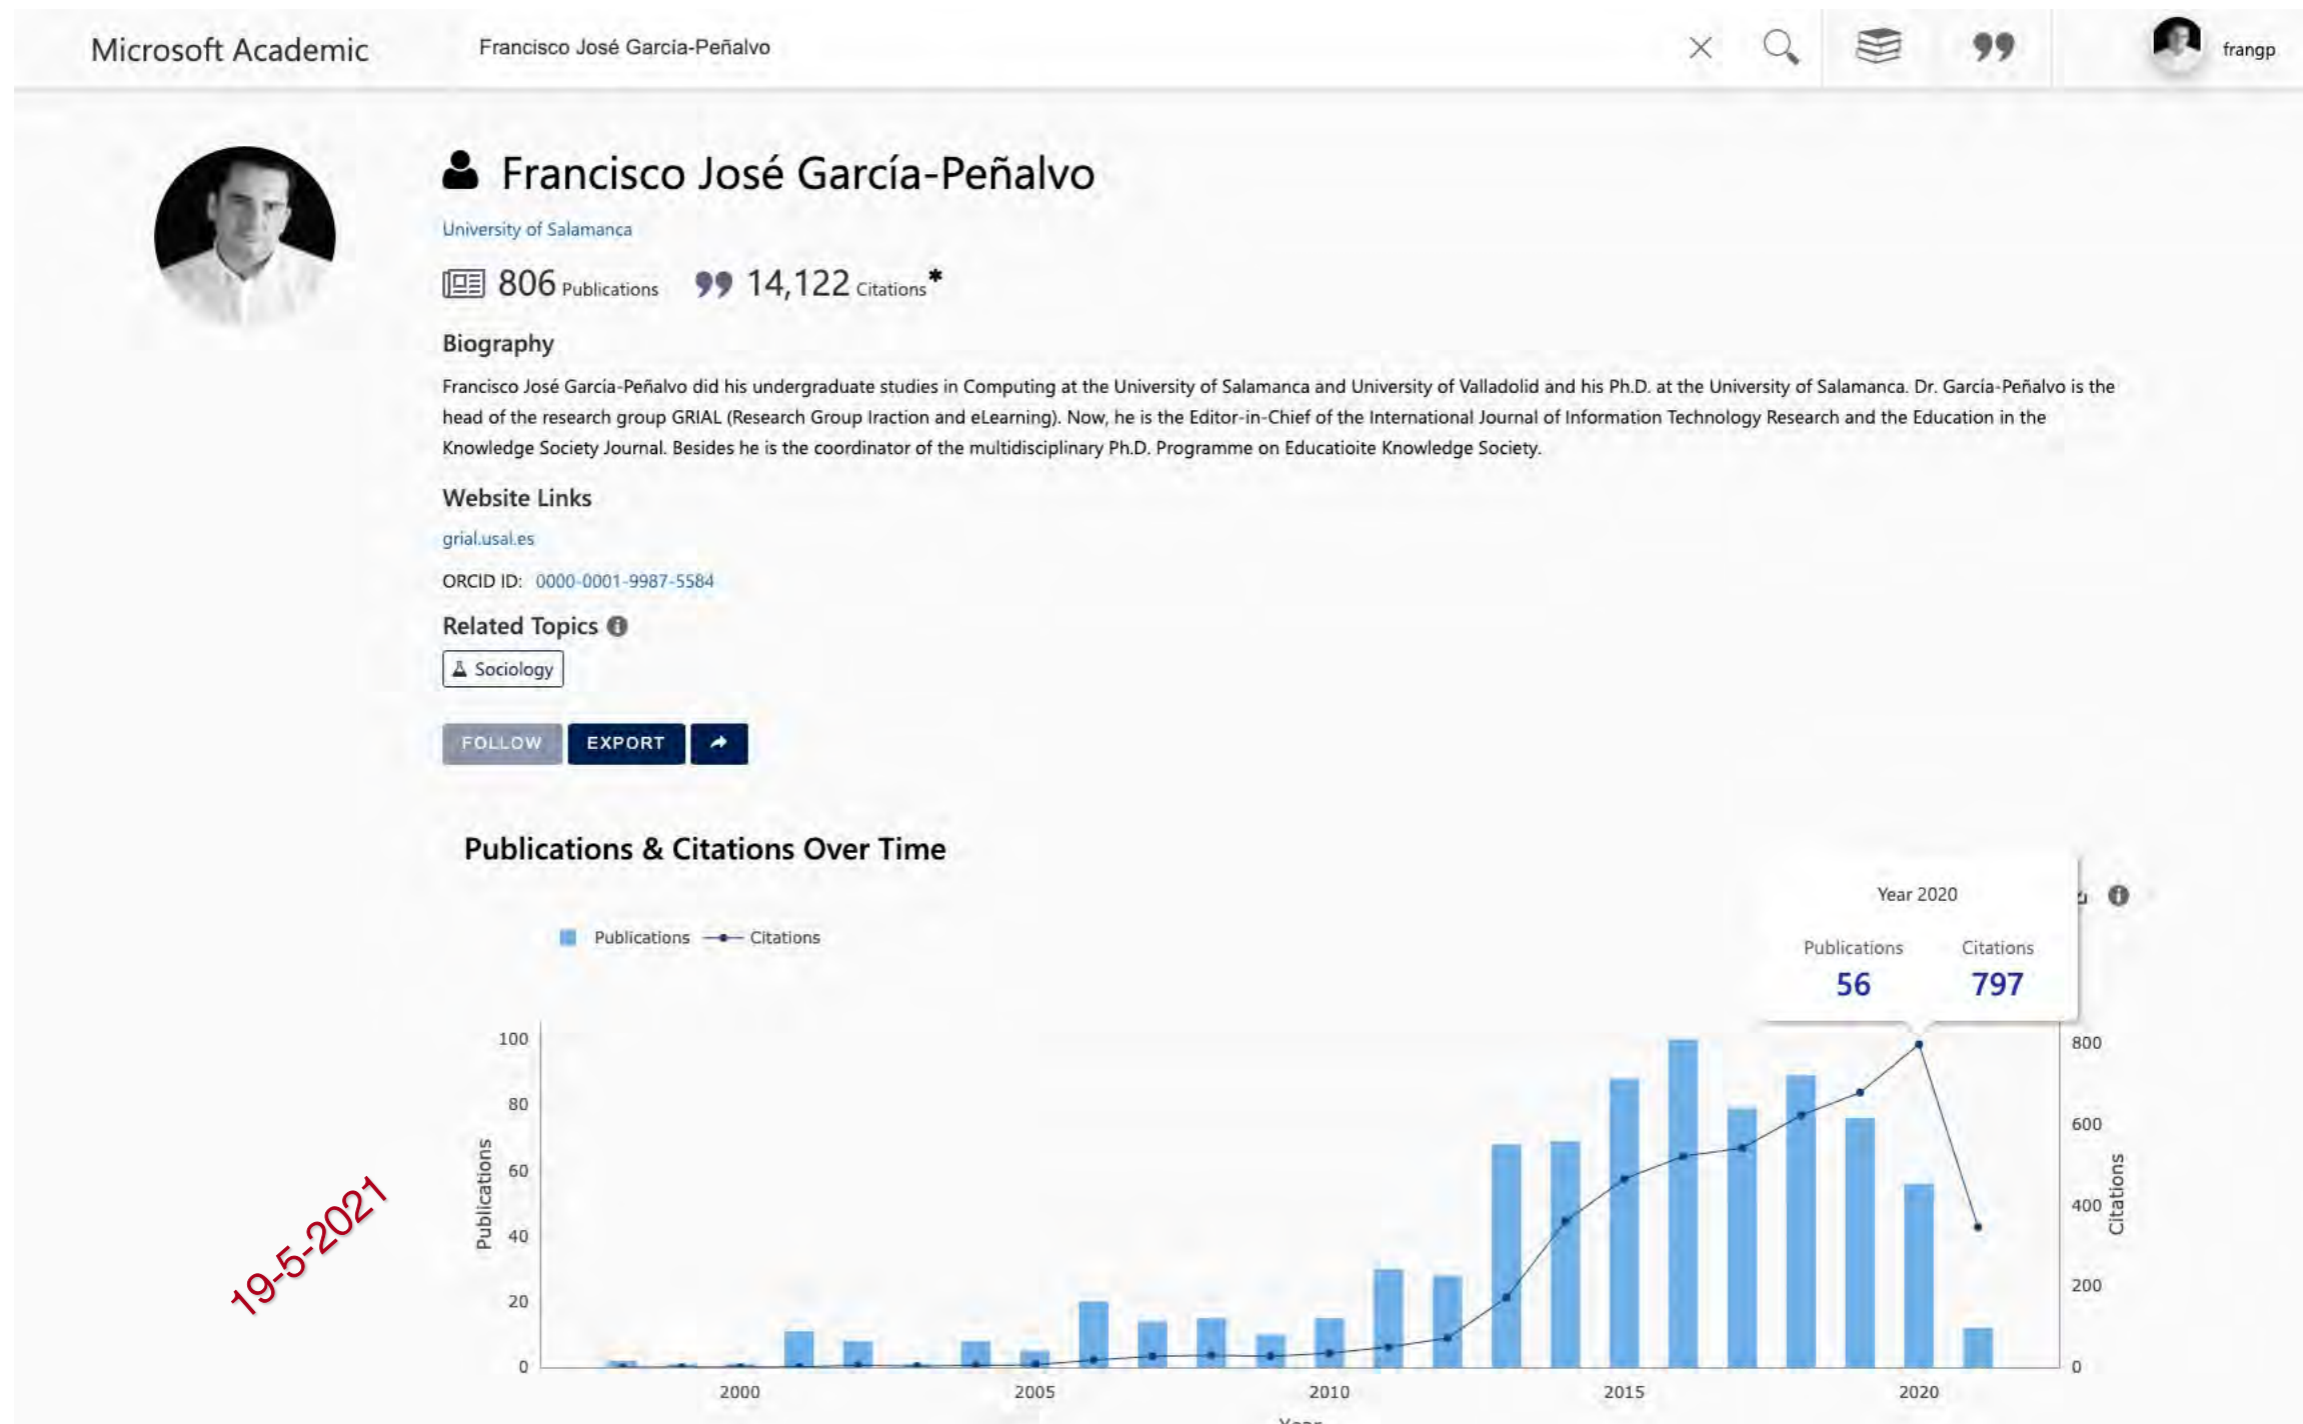 Microsoft Academic
Francisco José García-Peñalvo
frangp
Francisco José García-Peñalvo
University of Salamanca
806 Publications 14,122 Citations*
Biography
Francisco José García-Peñalvo did his undergraduate studies in Computing at the University of Salamanca and University of Valladolid and his Ph.D. at the University of Salamanca. Dr. García-Peñalvo is the
head of the research group GRIAL (Research Group Iraction and eLearning). Now, he is the Editor-in-Chief of the International Journal of Information Technology Research and the Education in the
Knowledge Society Journal. Besides he is the coordinator of the multidisciplinary Ph.D. Programme on Educatioite Knowledge Society.
Website Links
grial.usal.es
ORCID ID: 0000-0001-9987-5584
Related Topics
Sociology
FOLLOW EXPORT
Publications & Citations Over Time
Publications Citations
Year 2020
Publications Citations
56 797
100
80
60
40
20
0
Publications
800
600
400
200
0
Citations
2000 2005 2010 2015 2020
19-5-2021